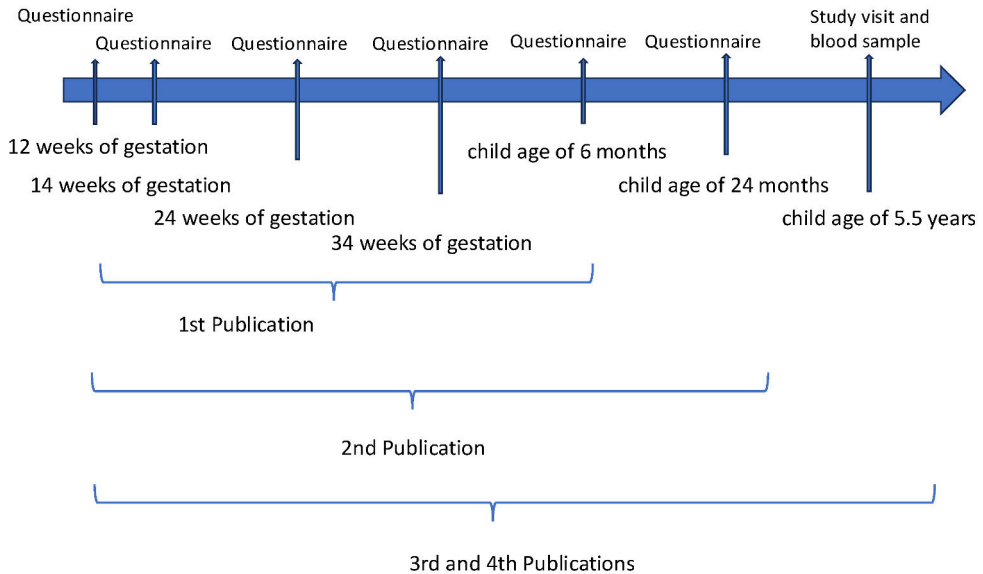 Questionnaire
Questionnaire
Questionnaire
Questionnaire
Questionnaire
Questionnaire
Study visit and
blood sample
12 weeks of gestation
14 weeks of gestation
24 weeks of gestation
34 weeks of gestation
child age of 6 months
child age of 24 months
child age of 5.5 years
1st Publication
2nd Publication
3rd and 4th Publications